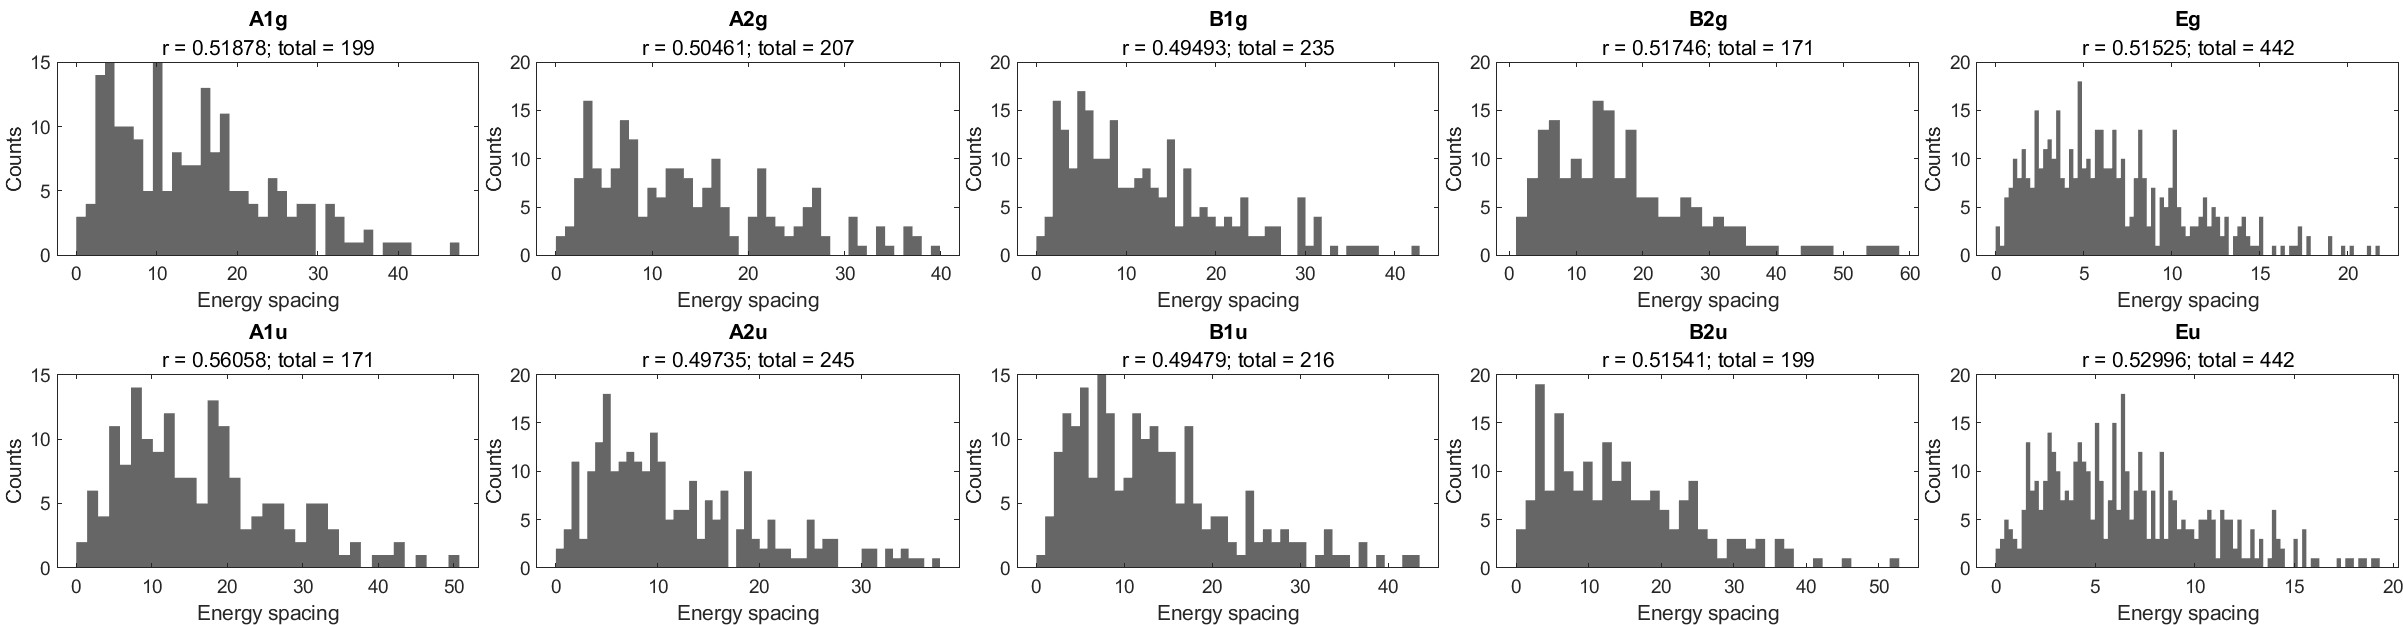 A1g
r = 0.51878; total = 199
15
10
5
0
Counts
0 10 20 30 40
Energy spacing
A2g
r = 0.50461; total = 207
20
15
10
5
0
Counts
0 10 20 30 40
Energy spacing
B1g
r = 0.49493; total = 235
20
15
10
5
0
Counts
0 10 20 30 40
Energy spacing
B2g
r = 0.51746; total = 171
20
15
10
5
0
Counts
0 10 20 30 40 50 60
Energy spacing
Eg
r = 0.51525; total = 442
20
15
10
5
0
Counts
0 5 10 15 20
Energy spacing
A1u
r = 0.56058; total = 171
15
10
5
0
Counts
0 10 20 30 40 50
Energy spacing
A2u
r = 0.49735; total = 245
20
15
10
5
0
Counts
0 10 20 30
Energy spacing
B1u
r = 0.49479; total = 216
15
10
5
0
Counts
0 10 20 30 40
Energy spacing
B2u
r = 0.51541; total = 199
20
15
10
5
0
Counts
0 10 20 30 40 50
Energy spacing
Eu
r = 0.52996; total = 442
20
15
10
5
0
Counts
0 5 10 15 20
Energy spacing